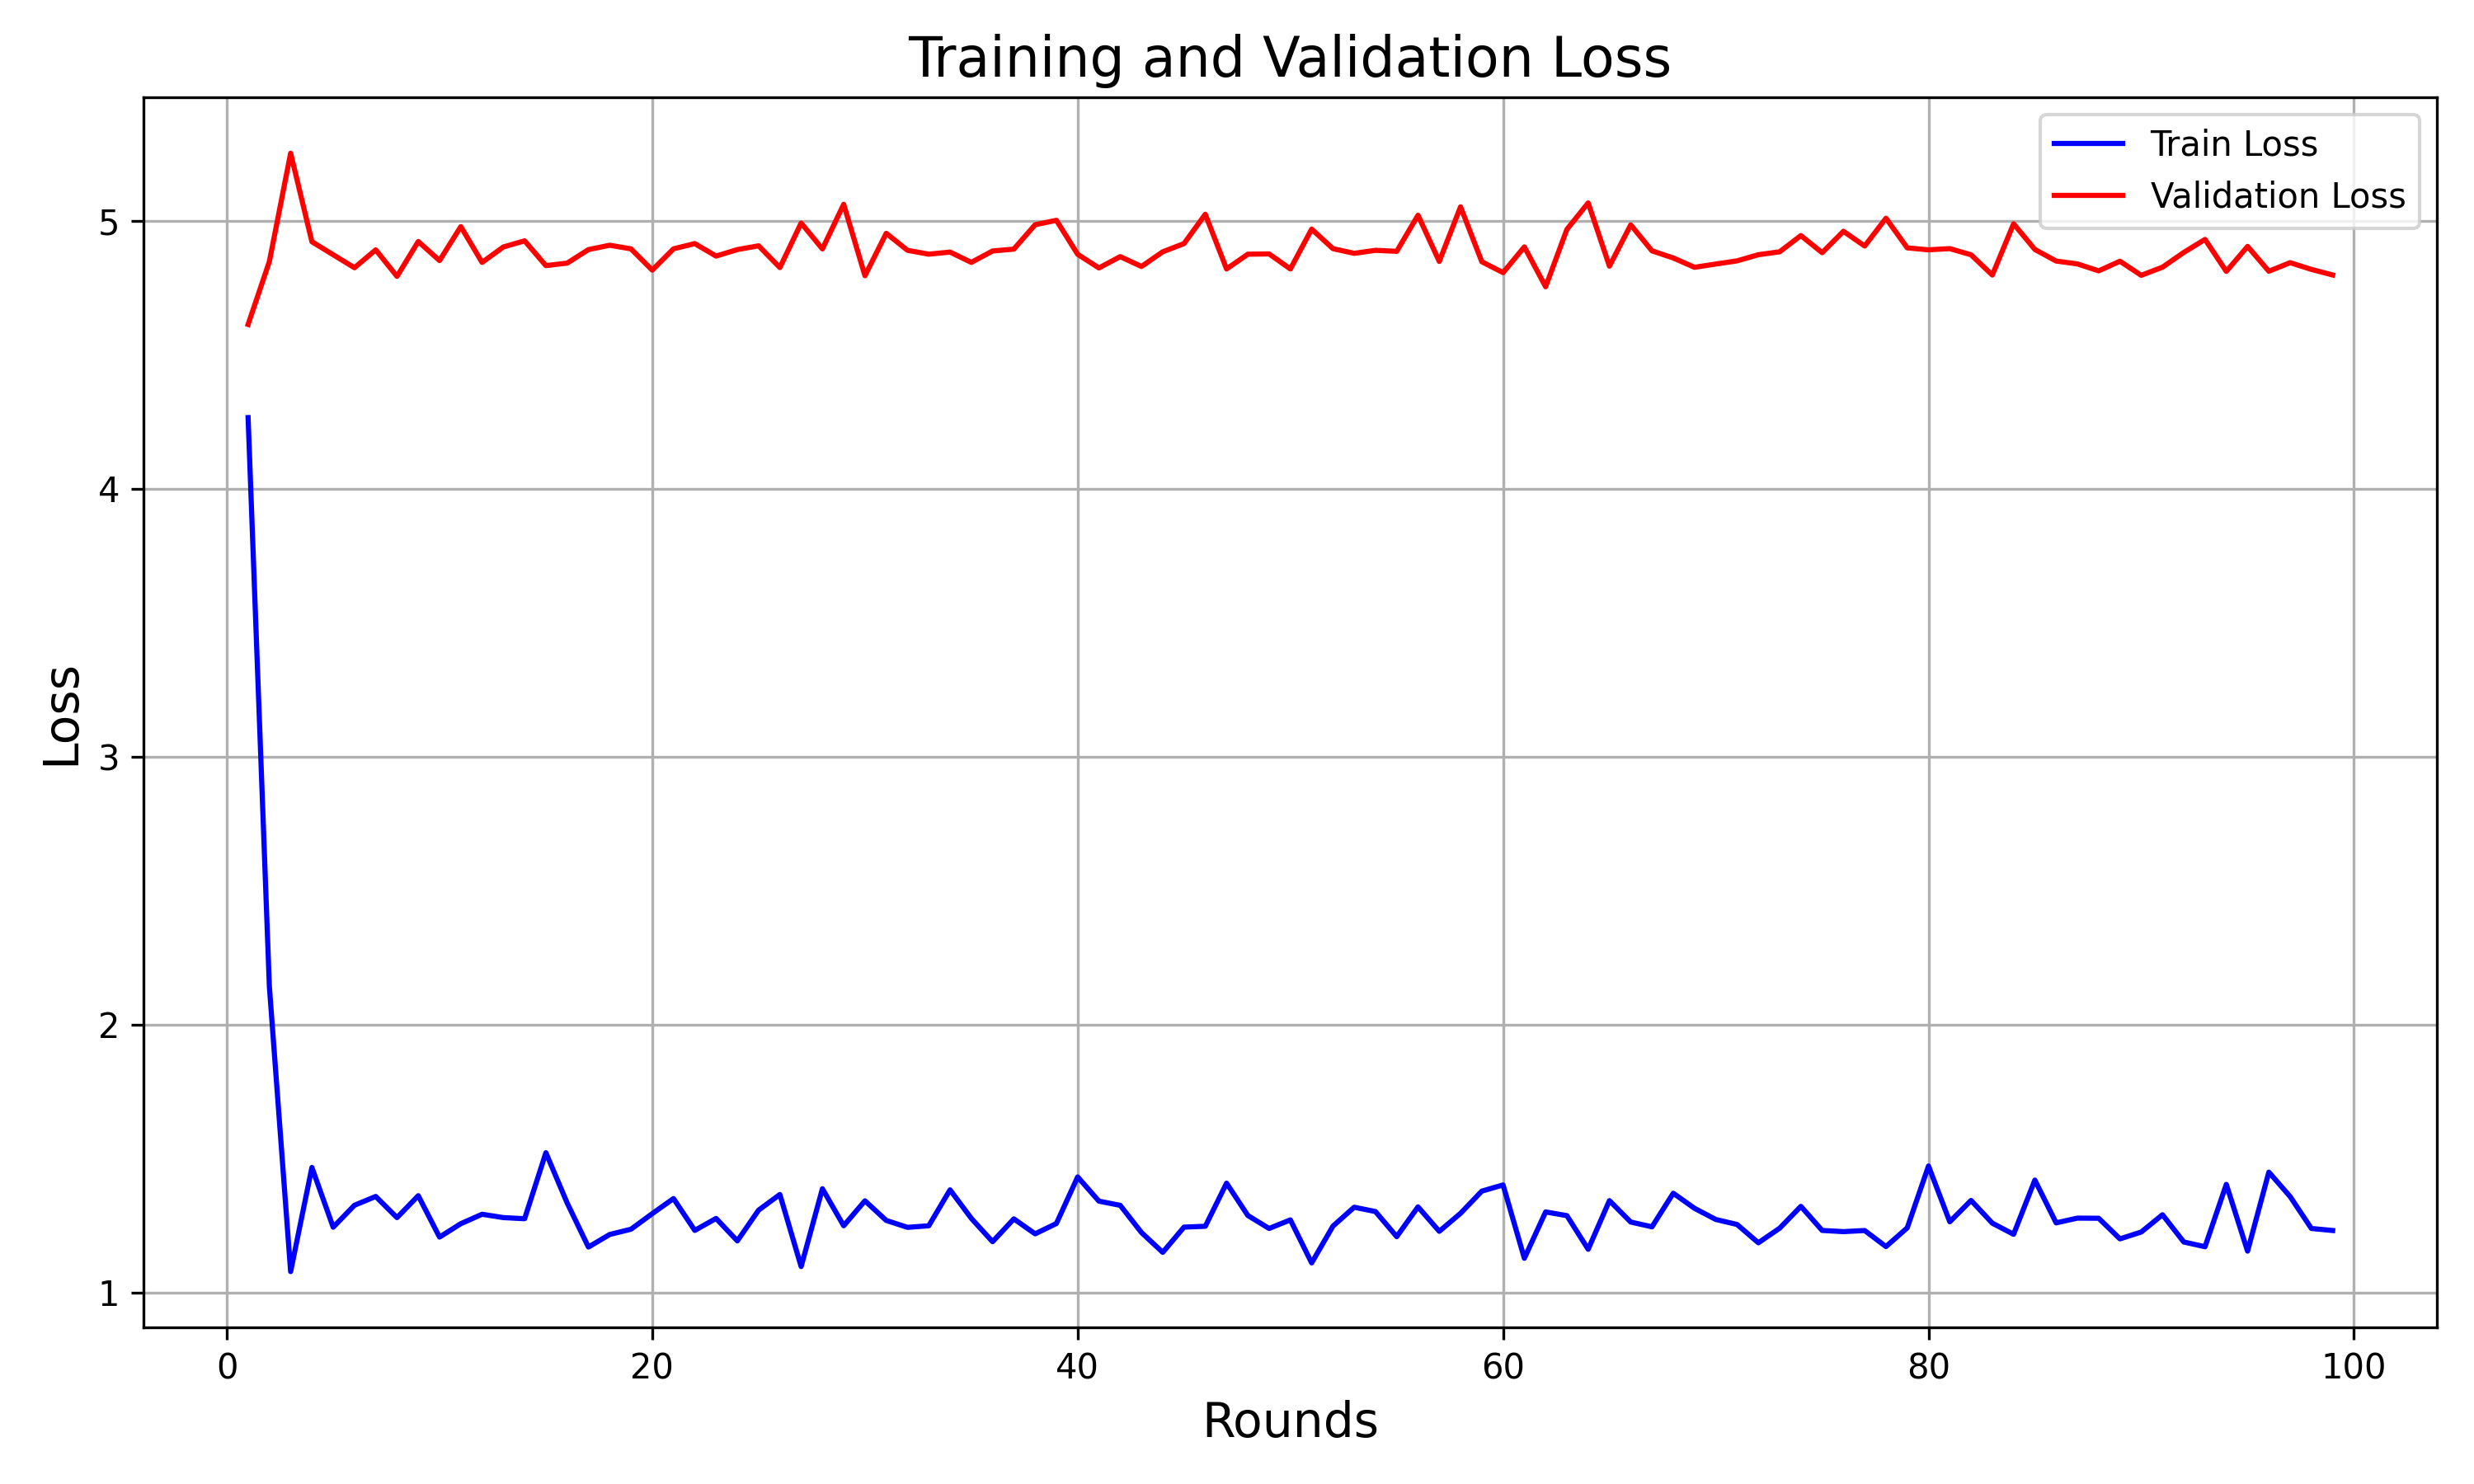 Training and Validation Loss
Train Loss
Validation Loss
5
4
3
2
1
Loss
0 20 40 60 80 100
Rounds